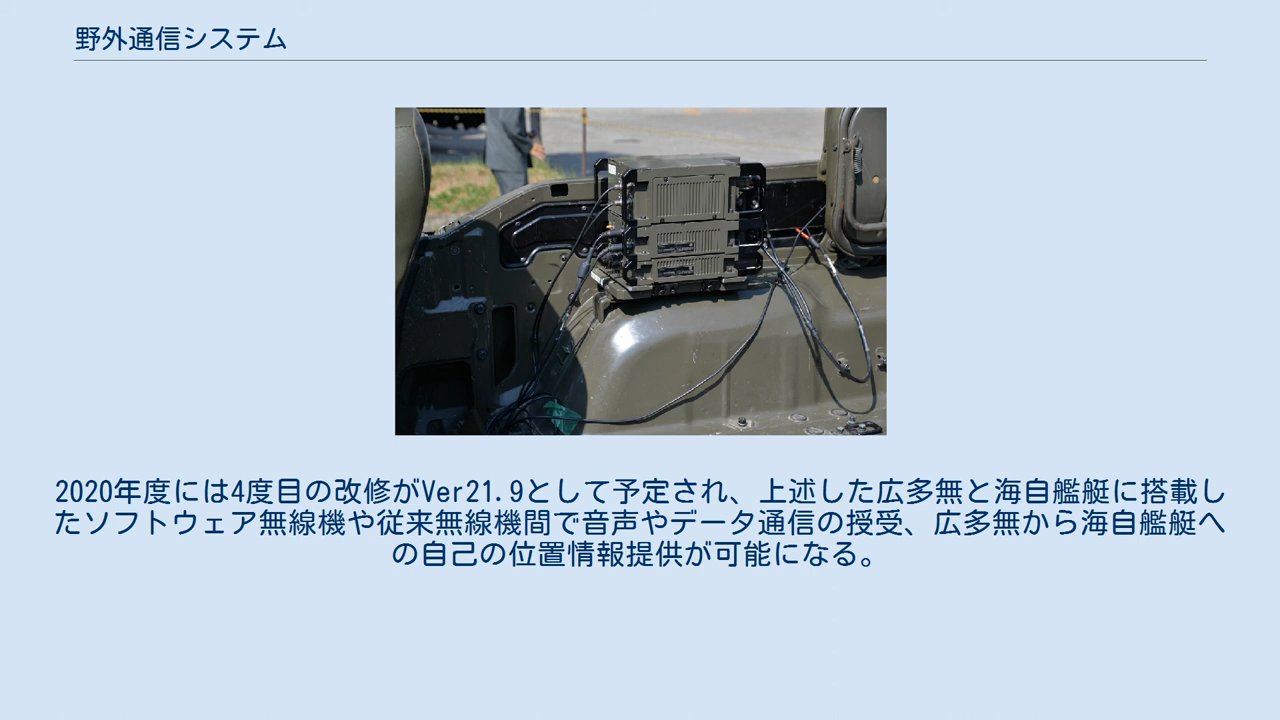 野外通信システム
2020年度には4度目の改修がVer21.9として予定され、上述した広多無と海自艦艇に搭載し
たソフトウェア無線機や従来無線機間で音声やデータ通信の授受、広多無から海自艦艇へ
の自己の位置情報提供が可能になる。